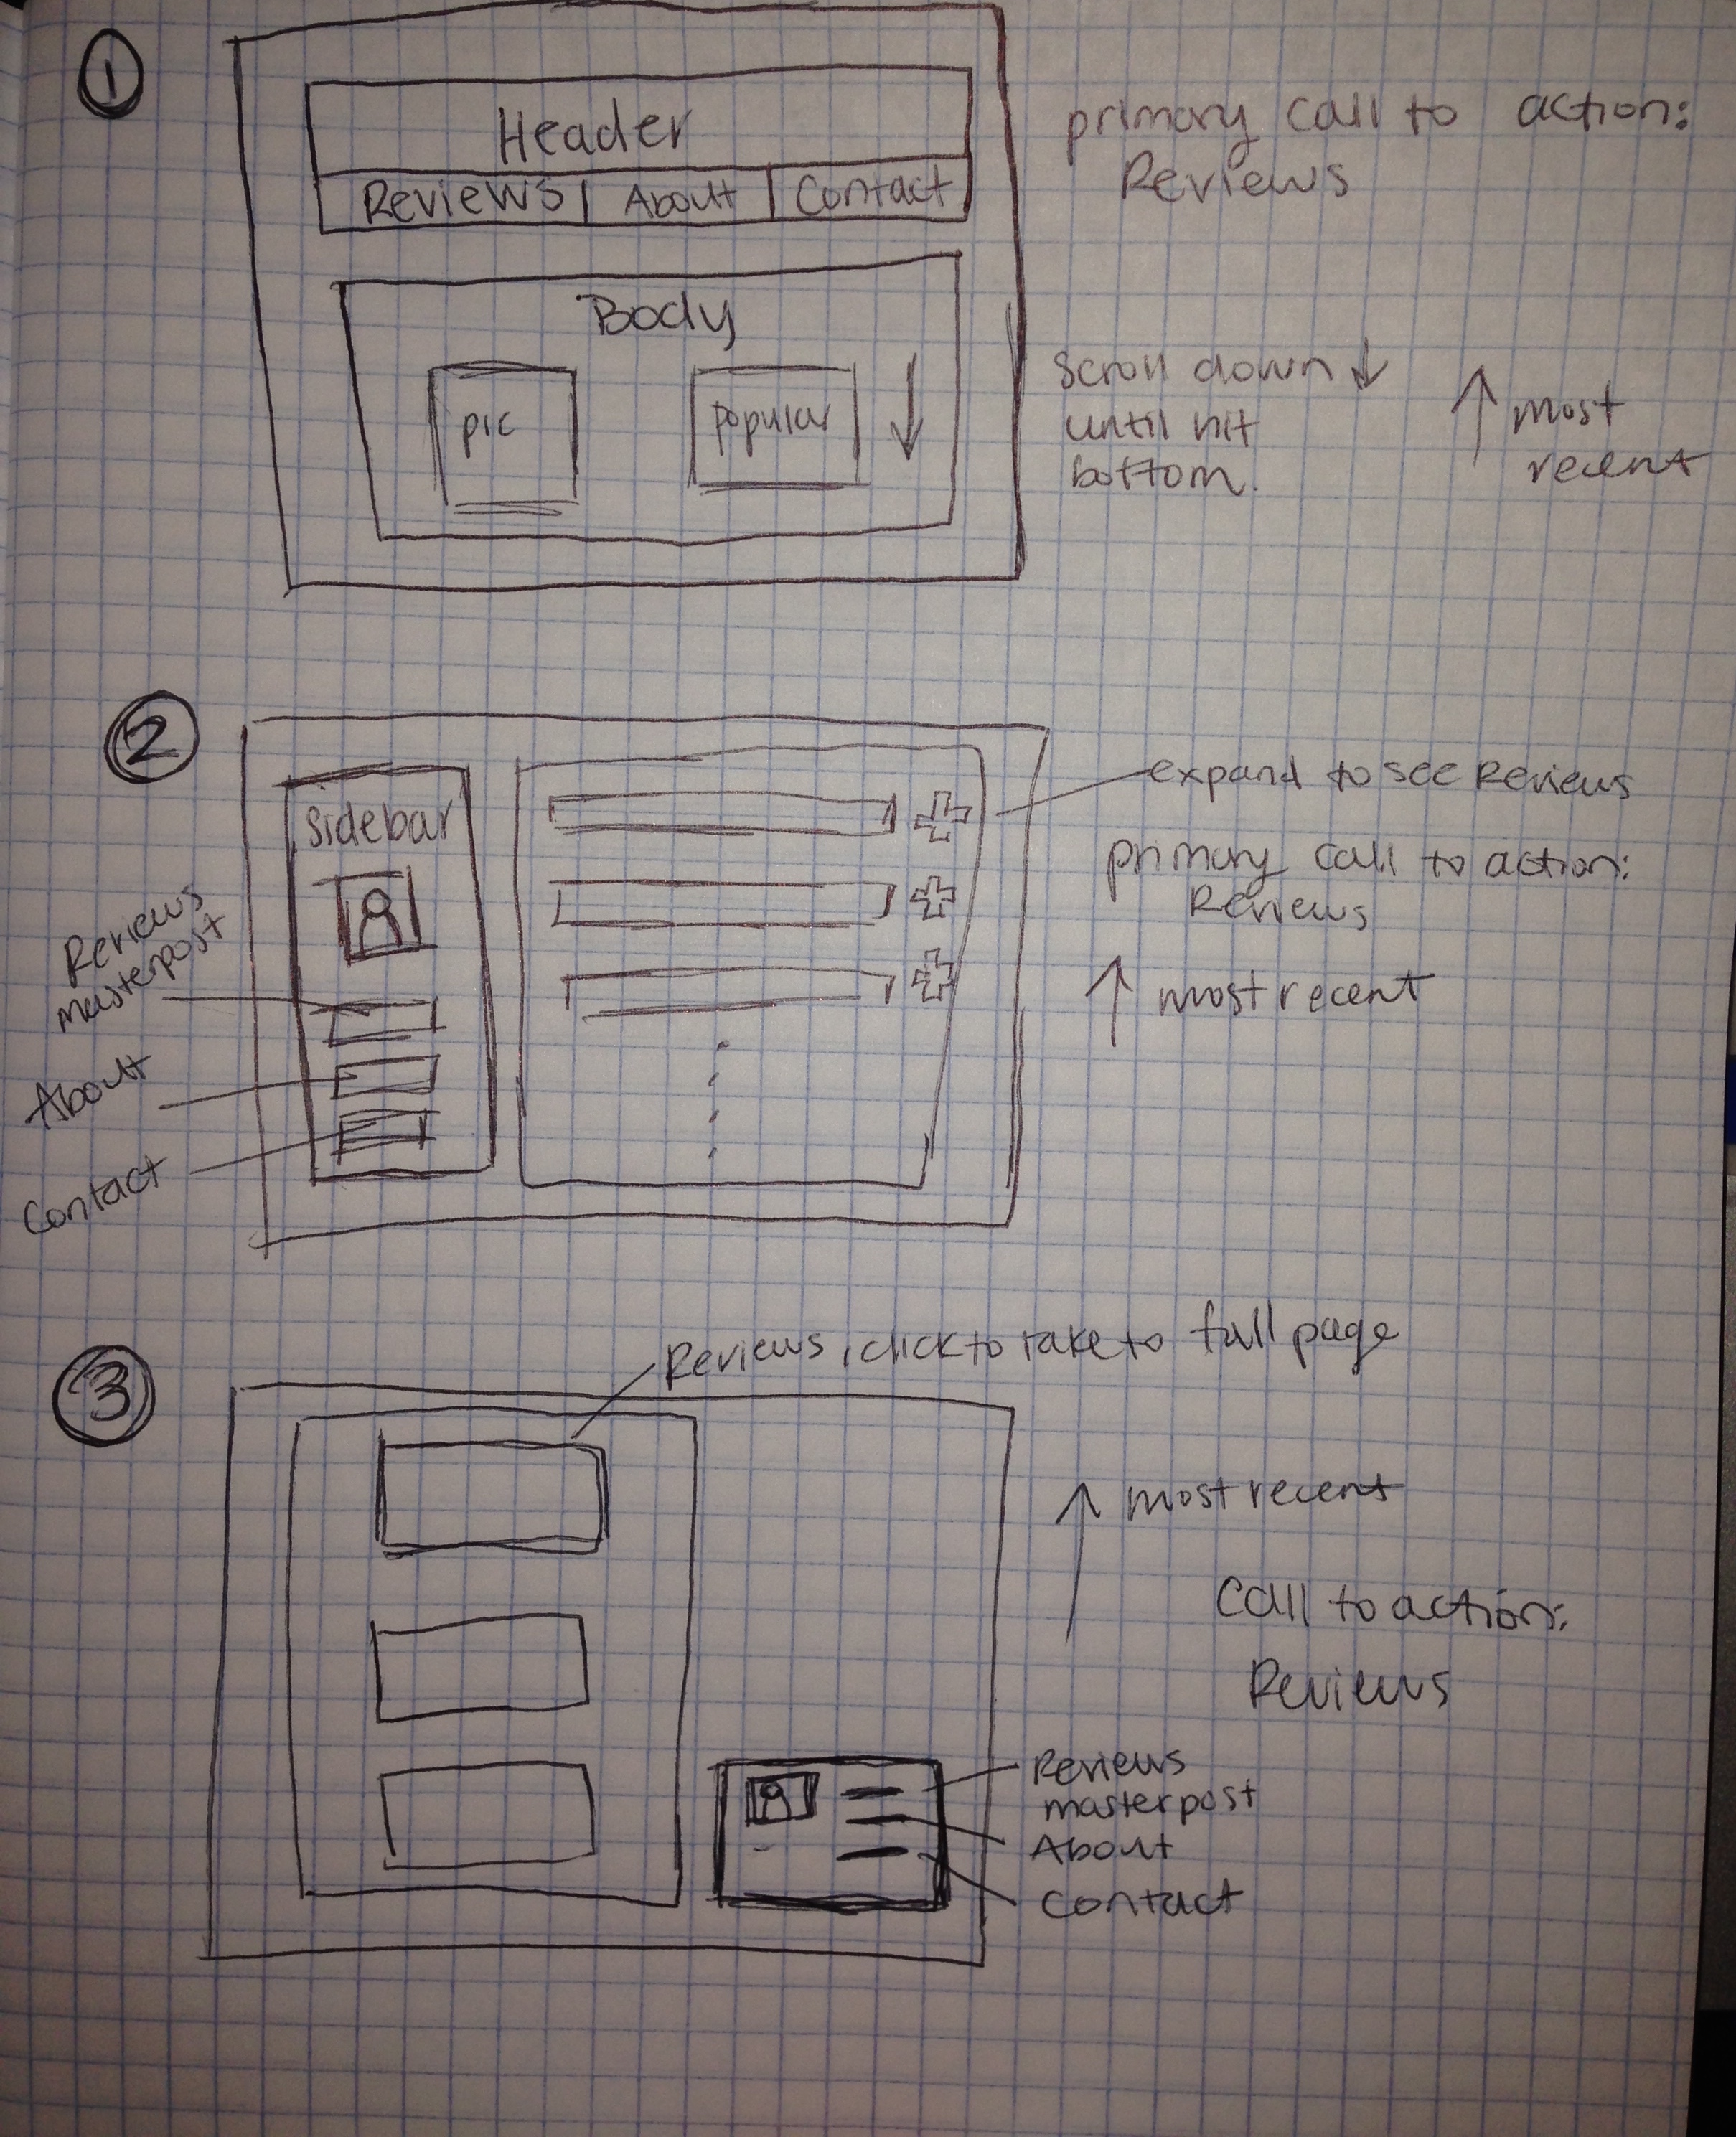 1
Header
Reviews | About | Contact
primary call to action:
Reviews
Body
pic
popular
scroll down ↓
until hit
bottom.
↑ most
recent
2
Sidebar
Reviews
masterpost
About
Contact
expand to see Reviews
primary call to action:
Reviews
↑ most recent
3
Reviews, click to take to full page
↑ most recent
Call to action:
Reviews
Reviews
masterpost
About
Contact